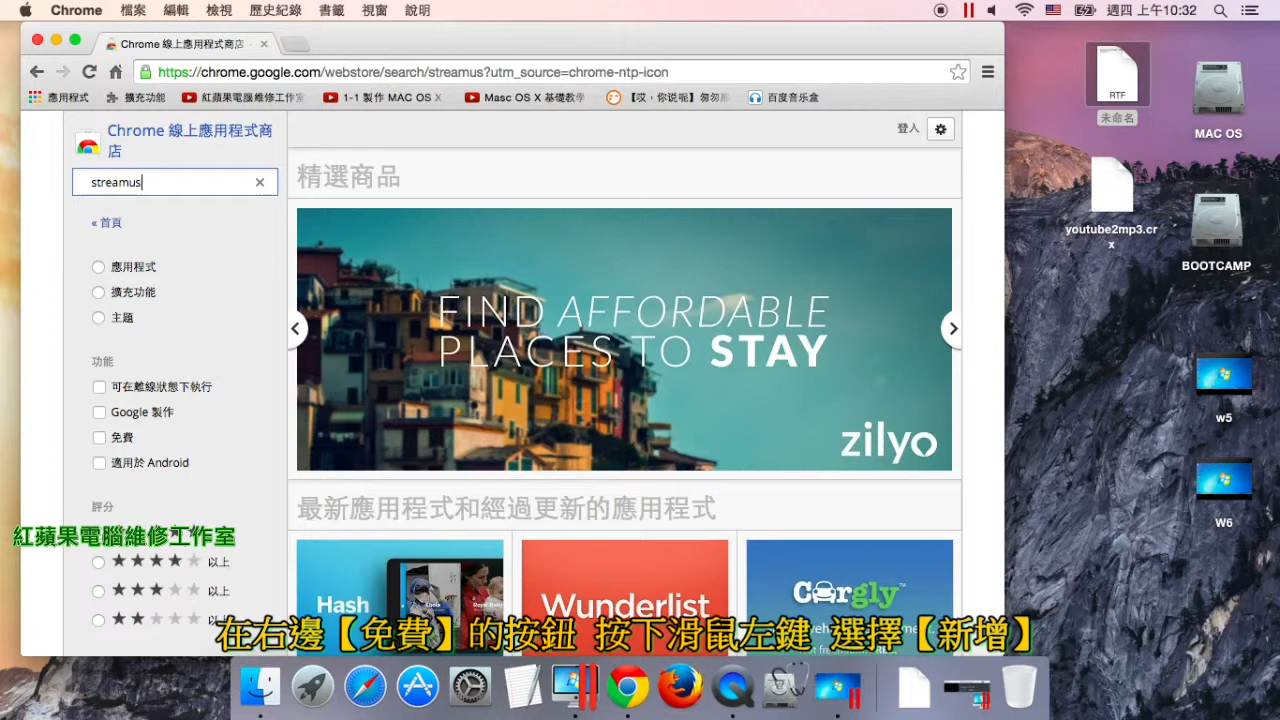 Chrome 檔案 編輯 檢視 歷史紀錄 書籤 視窗 說明
週四 上午10:32
Chrome 線上應用程式商店
https://chrome.google.com/webstore/search/streamus?utm_source=chrome-ntp-icon
應用程式 擴充功能 紅蘋果電腦維修工作室 1-1 製作 MAC OS X Masc OS X 基礎教學 【哎，你说呢】 百度音乐盒
Chrome 線上應用程式商
店
streamus
« 首頁
應用程式
擴充功能
主題
功能
可在離線狀態下執行
Google 製作
免費
適用於 Android
評分
以上
以上
登入
精選商品
FIND AFFORDABLE
PLACES TO STAY
zilyo
最新應用程式和經過更新的應用程式
Hash
Wunderlist
Cargly™
紅蘋果電腦維修工作室
在右邊【免費】的按鈕 按下滑鼠左鍵 選擇【新增】
RTF
未命名
MAC OS
youtube2mp3.cr
x
BOOTCAMP
w5
W6